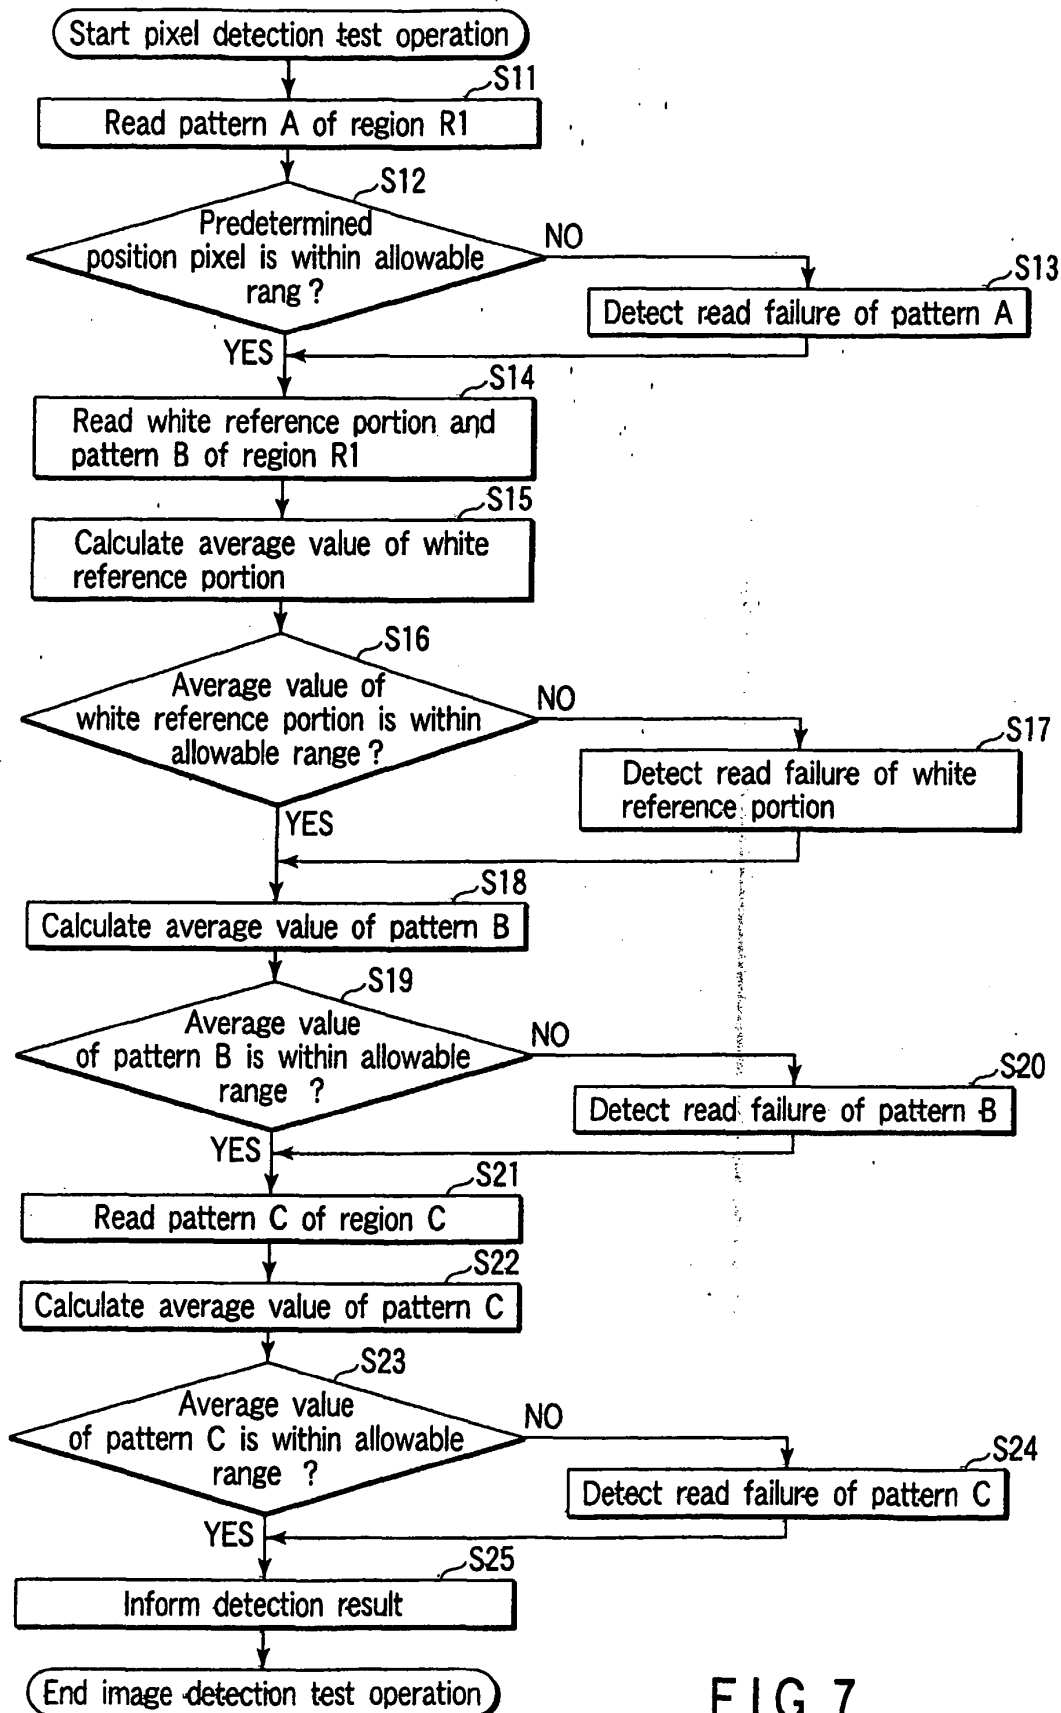 Start pixel detection test operation
S11
Read pattern A of region R1
S12
Predetermined
position pixel is within allowable
rang ?
NO
S13
Detect read failure of pattern A
YES
S14
Read white reference portion and
pattern B of region R1
S15
Calculate average value of white
reference portion
S16
Average value of
white reference portion is within
allowable range ?
NO
S17
Detect read failure of white
reference portion
YES
S18
Calculate average value of pattern B
S19
Average value
of pattern B is within allowable
range ?
NO
S20
Detect read failure of pattern B
YES
S21
Read pattern C of region C
S22
Calculate average value of pattern C
S23
Average value
of pattern C is within allowable
range ?
NO
S24
Detect read failure of pattern C
YES
S25
Inform detection result
End image detection test operation
FIG. 7